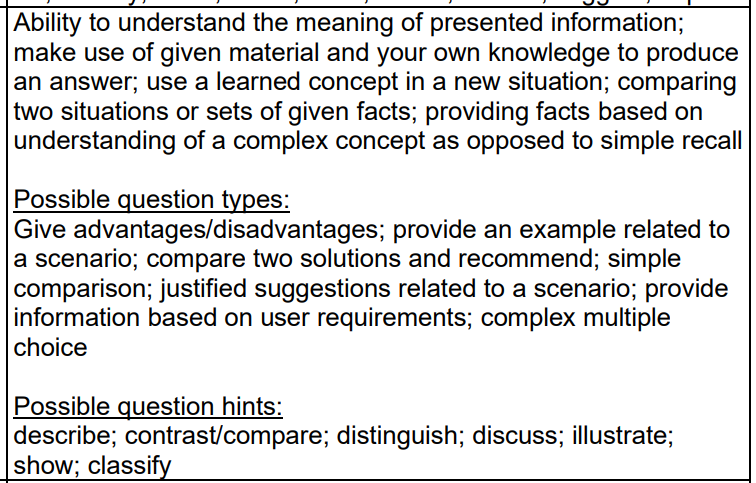 Ability to understand the meaning of presented information;
make use of given material and your own knowledge to produce
an answer; use a learned concept in a new situation; comparing
two situations or sets of given facts; providing facts based on
understanding of a complex concept as opposed to simple recall
Possible question types:
Give advantages/disadvantages; provide an example related to
a scenario; compare two solutions and recommend; simple
comparison; justified suggestions related to a scenario; provide
information based on user requirements; complex multiple
choice
Possible question hints:
describe; contrast/compare; distinguish; discuss; illustrate;
show; classify